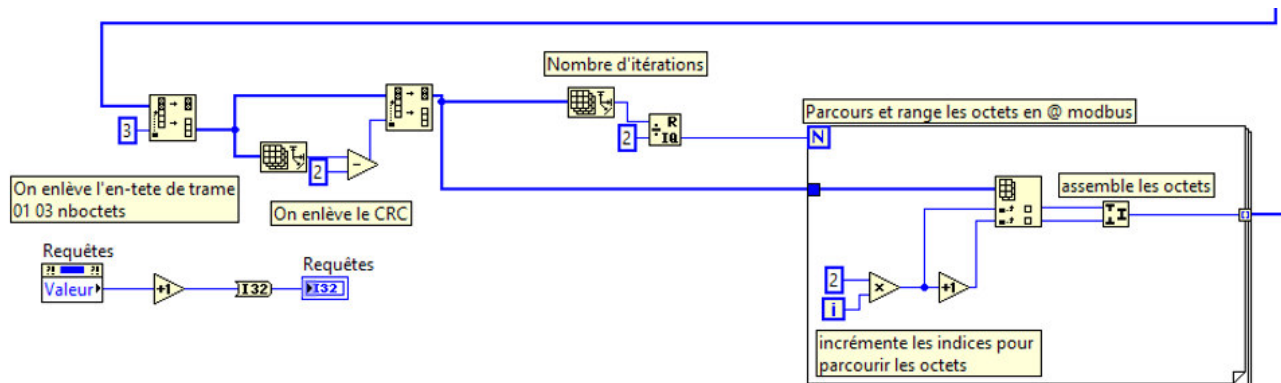 Nombre d'itérations
3
2
2
R
IQ
Parcours et range les octets en @ modbus
N
On enlève l'en-tete de trame
01 03 nboctets
On enlève le CRC
assemble les octets
Requêtes
Valeur
+1
I32
Requêtes
I32
2
i
+1
incrémente les indices pour
parcourir les octets